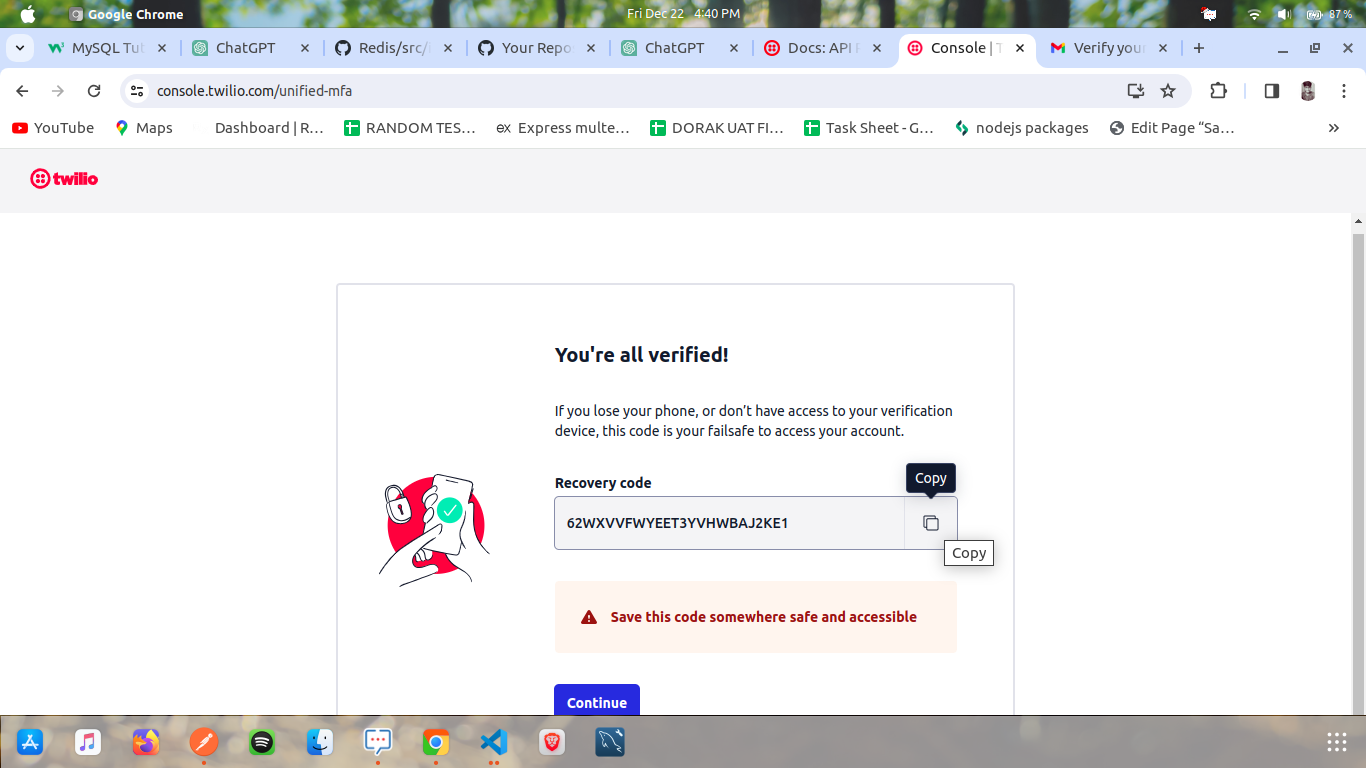 Google Chrome
Fri Dec 22 4:40 PM
87 %
MySQL Tut
ChatGPT
Redis/src/i
Your Repo
ChatGPT
Docs: API R
Console | T
Verify your
console.twilio.com/unified-mfa
YouTube
Maps
Dashboard | R...
RANDOM TES...
ex Express multe...
DORAK UAT FI...
Task Sheet - G...
nodejs packages
Edit Page “Sa...
twilio
You're all verified!
If you lose your phone, or don’t have access to your verification
device, this code is your failsafe to access your account.
Recovery code
Copy
62WXVVFWYEET3YVHWBAJ2KE1
Copy
Save this code somewhere safe and accessible
Continue